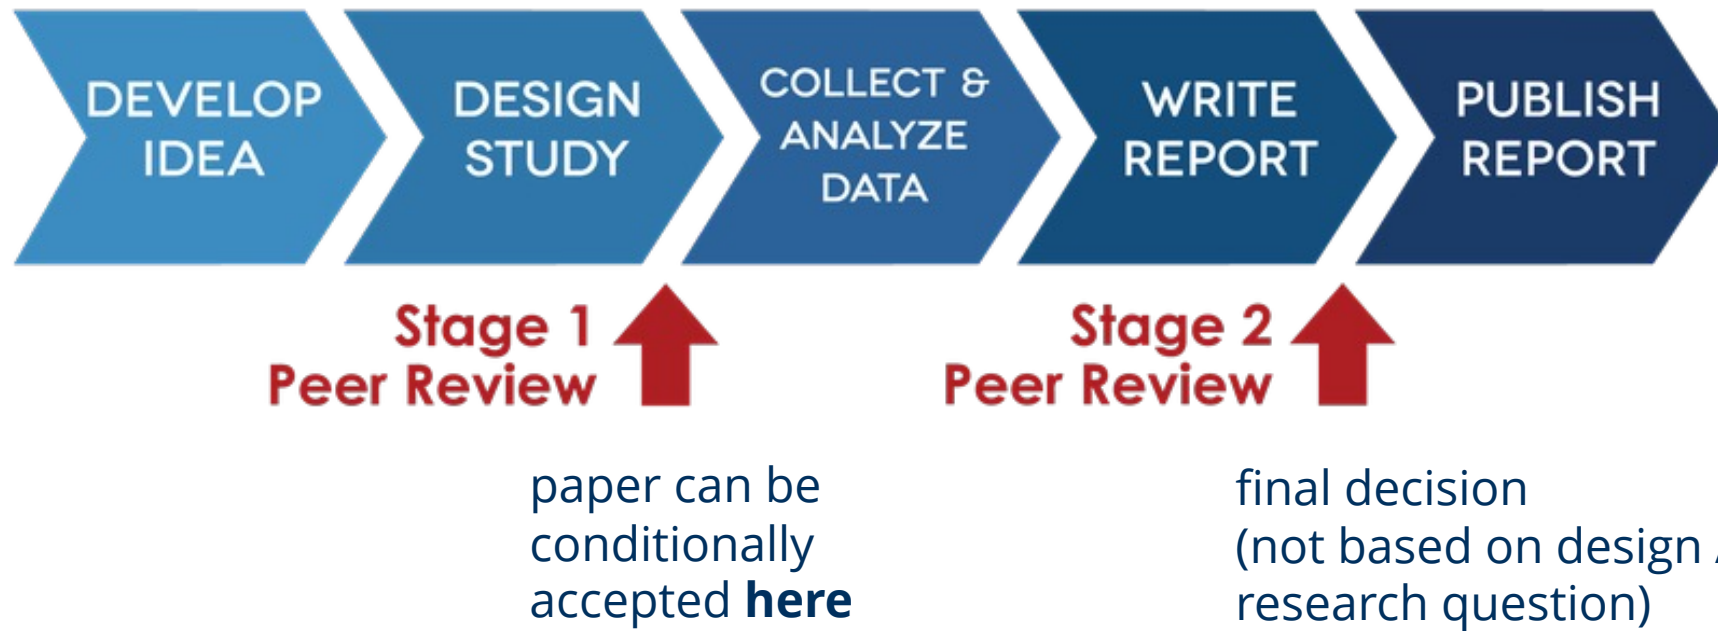 DEVELOP
IDEA
DESIGN
STUDY
COLLECT &
ANALYZE
DATA
WRITE
REPORT
PUBLISH
REPORT
Stage 1
Peer Review
Stage 2
Peer Review
paper can be
conditionally
accepted here
final decision
(not based on design /
research question)